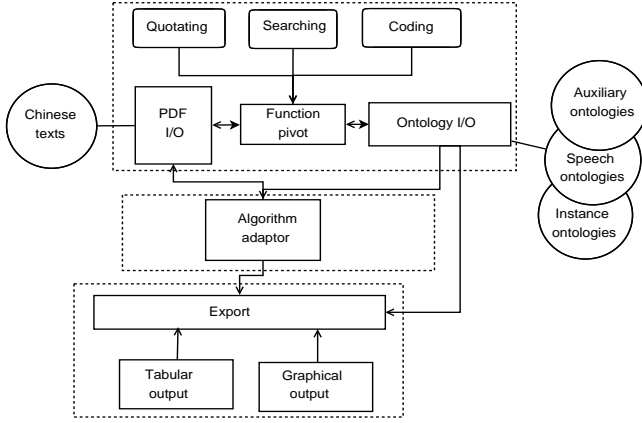 Quotating
Searching
Coding
Chinese
texts
PDF
I/O
Function
pivot
Ontology I/O
Auxiliary
ontologies
Speech
ontologies
Instance
ontologies
Algorithm
adaptor
Export
Tabular
output
Graphical
output